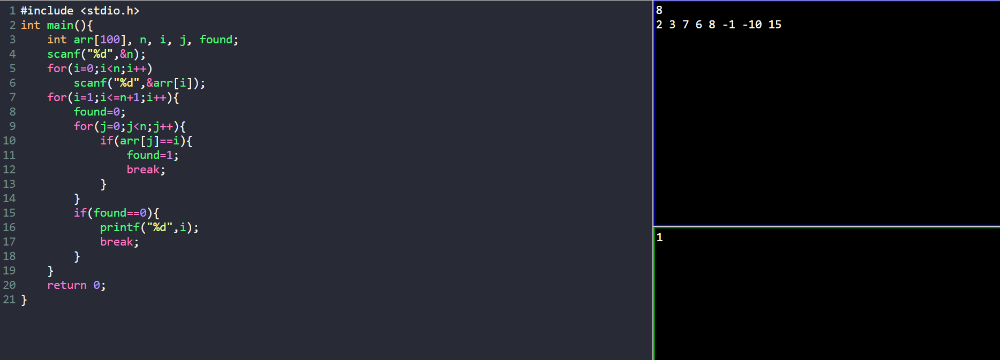 1 #include <stdio.h>
2 int main(){
3     int arr[100], n, i, j, found;
4     scanf("%d",&n);
5     for(i=0;i<n;i++)
6         scanf("%d",&arr[i]);
7     for(i=1;i<=n+1;i++){
8         found=0;
9         for(j=0;j<n;j++){
10             if(arr[j]==i){
11                 found=1;
12                 break;
13             }
14         }
15         if(found==0){
16             printf("%d",i);
17             break;
18         }
19     }
20     return 0;
21 }
8
2 3 7 6 8 -1 -10 15
1